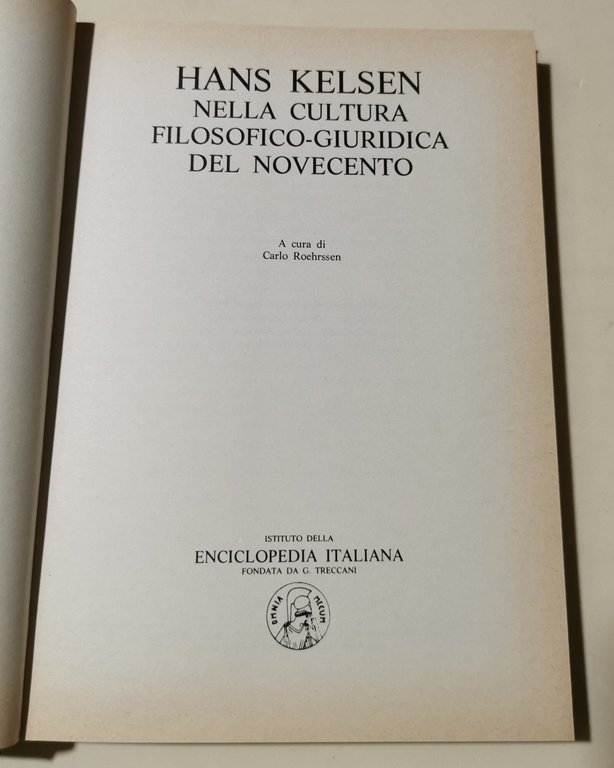 HANS KELSEN
NELLA CULTURA
FILOSOFICO-GIURIDICA
DEL NOVECENTO
A cura di
Carlo Roehrssen
ISTITUTO DELLA
ENCICLOPEDIA ITALIANA
FONDATA DA G. TRECCANI
OMNIA MECUM